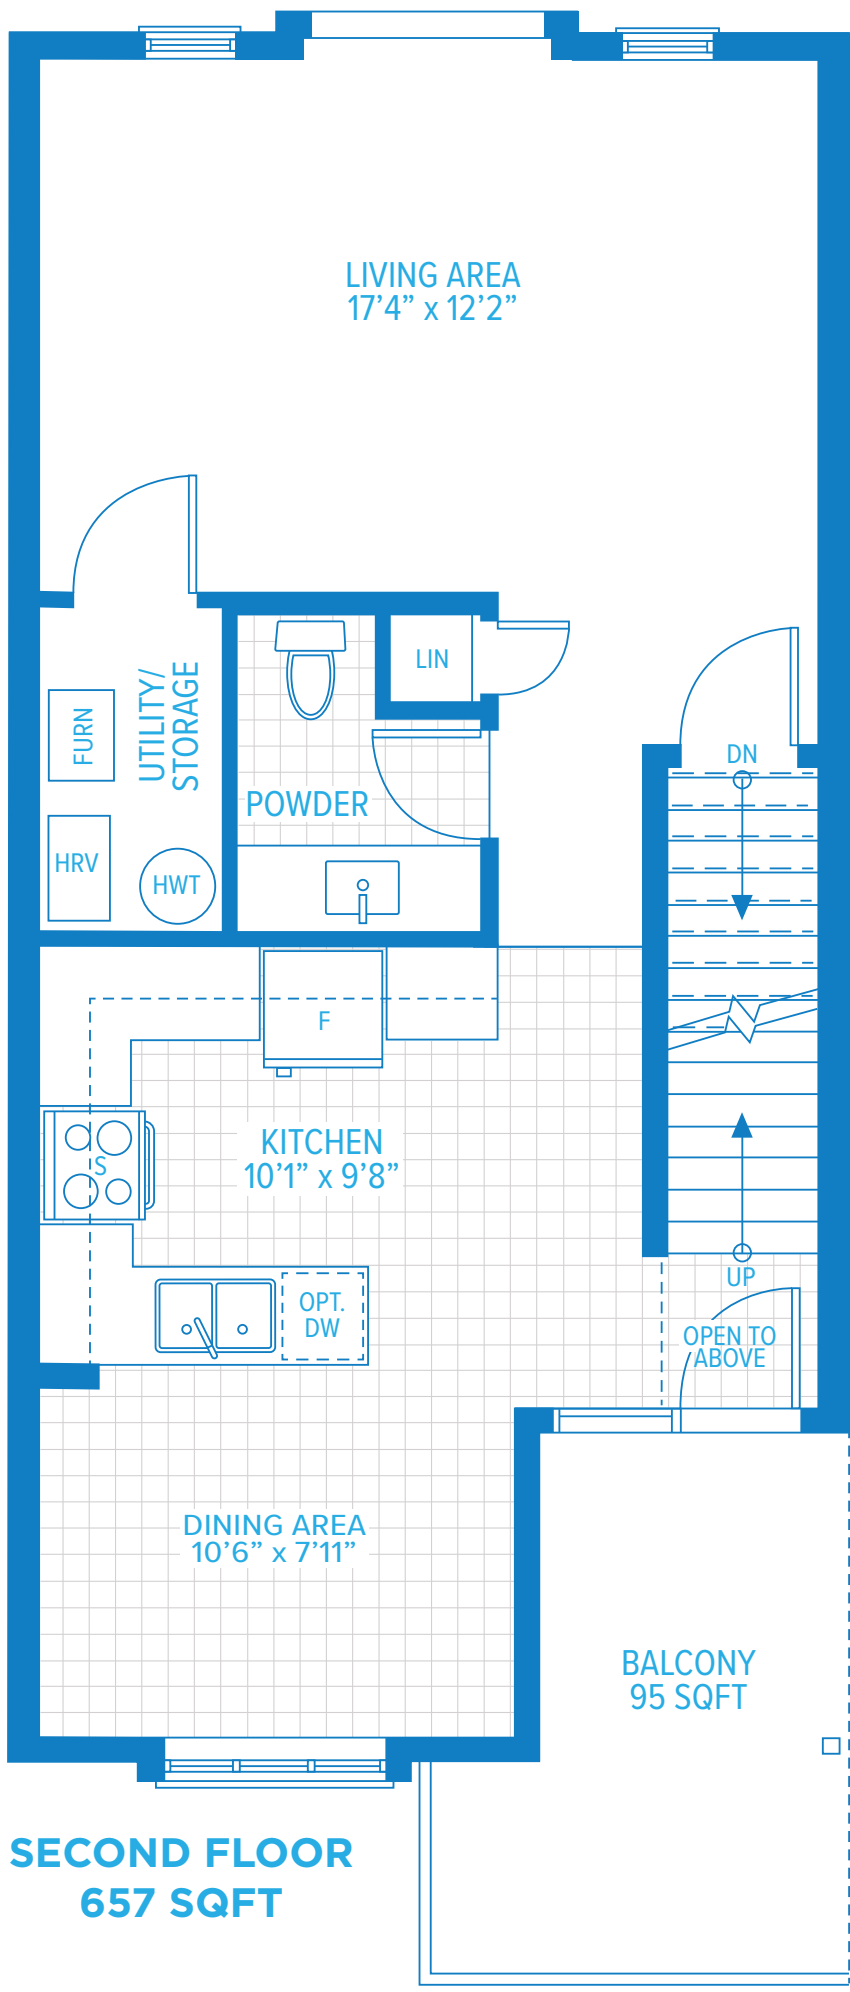 LIVING AREA
17’4” x 12’2”
UTILITY/
STORAGE
FURN
HRV
HWT
LIN
POWDER
DN
F
KITCHEN
10’1” x 9’8”
S
OPT.
DW
UP
OPEN TO
ABOVE
DINING AREA
10’6” x 7’11”
BALCONY
95 SQFT
SECOND FLOOR
657 SQFT